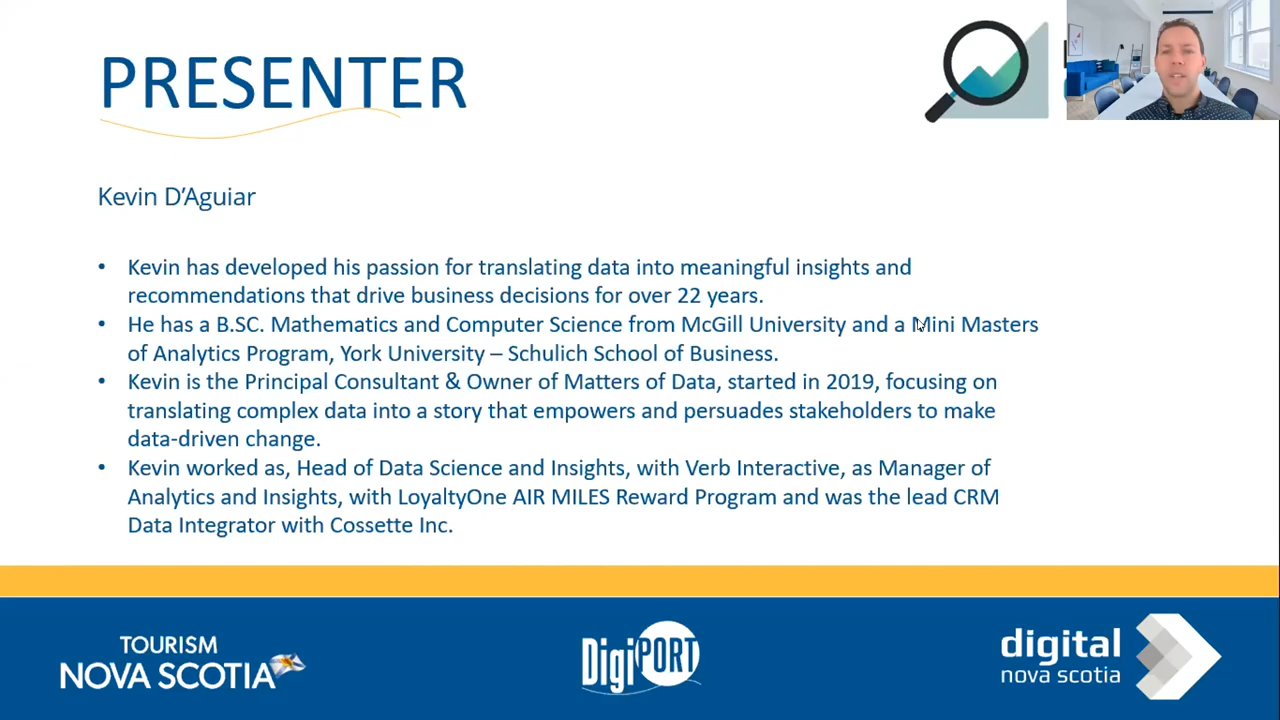 PRESENTER
Kevin D’Aguiar
• Kevin has developed his passion for translating data into meaningful insights and
recommendations that drive business decisions for over 22 years.
• He has a B.SC. Mathematics and Computer Science from McGill University and a Mini Masters
of Analytics Program, York University – Schulich School of Business.
• Kevin is the Principal Consultant & Owner of Matters of Data, started in 2019, focusing on
translating complex data into a story that empowers and persuades stakeholders to make
data-driven change.
• Kevin worked as, Head of Data Science and Insights, with Verb Interactive, as Manager of
Analytics and Insights, with LoyaltyOne AIR MILES Reward Program and was the lead CRM
Data Integrator with Cossette Inc.
TOURISM
NOVA SCOTIA
DigiPORT
digital
nova scotia